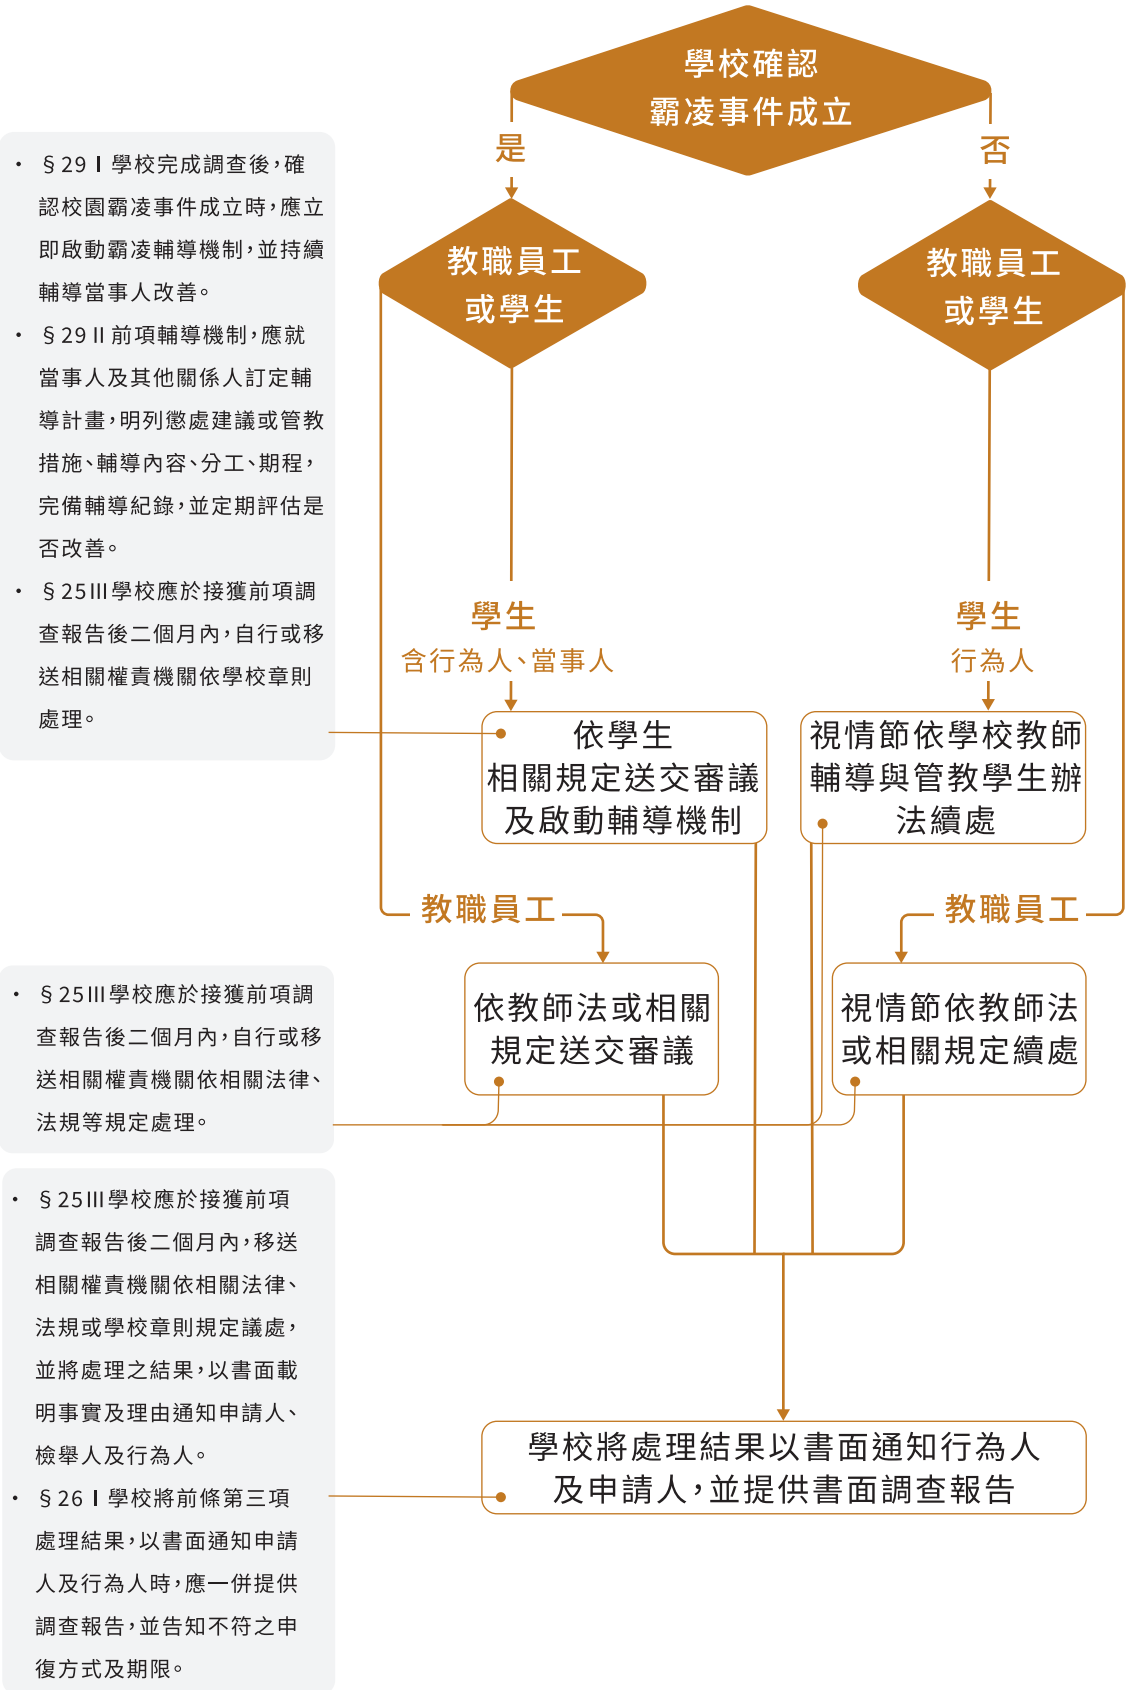 學校確認
霸凌事件成立
是
否
教職員工
或學生
教職員工
或學生
• §29 I 學校完成調查後,確
認校園霸凌事件成立時,應立
即啟動霸凌輔導機制,並持續
輔導當事人改善。
• §29 II 前項輔導機制,應就
當事人及其他關係人訂定輔
導計畫,明列懲處建議或管教
措施、輔導內容、分工、期程,
完備輔導紀錄,並定期評估是
否改善。
• §25III學校應於接獲前項調
查報告後二個月內,自行或移
送相關權責機關依學校章則
處理。
學生
含行為人、當事人
學生
行為人
依學生
相關規定送交審議
及啟動輔導機制
視情節依學校教師
輔導與管教學生辦
法續處
教職員工
教職員工
• §25III學校應於接獲前項調
查報告後二個月內,自行或移
送相關權責機關依相關法律、
法規等規定處理。
依教師法或相關
規定送交審議
視情節依教師法
或相關規定續處
• §25III學校應於接獲前項
調查報告後二個月內,移送
相關權責機關依相關法律、
法規或學校章則規定議處,
並將處理之結果,以書面載
明事實及理由通知申請人、
檢舉人及行為人。
• §26 I 學校將前條第三項
處理結果,以書面通知申請
人及行為人時,應一併提供
調查報告,並告知不符之申
復方式及期限。
學校將處理結果以書面通知行為人
及申請人,並提供書面調查報告